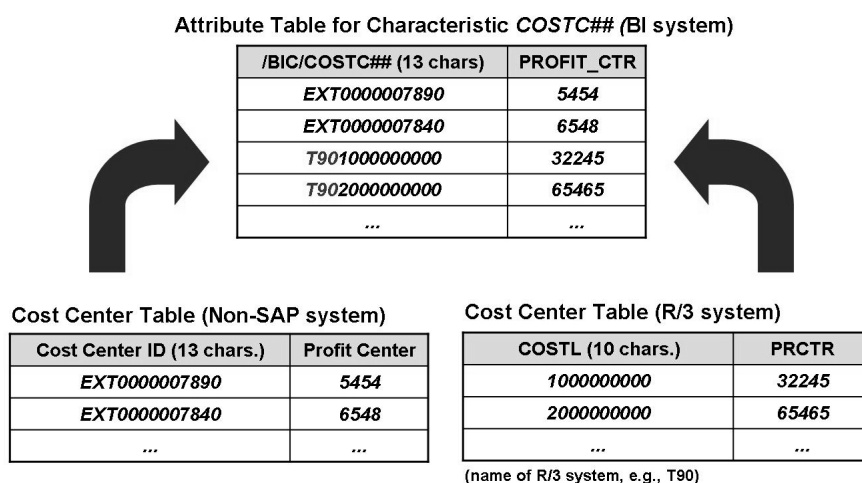 Attribute Table for Characteristic COSTC## (BI system)
/BIC/COSTC## (13 chars) PROFIT_CTR
EXT0000007890 5454
EXT0000007840 6548
T901000000000 32245
T902000000000 65465
... ...
Cost Center Table (Non-SAP system)
Cost Center ID (13 chars.) Profit Center
EXT0000007890 5454
EXT0000007840 6548
... ...
Cost Center Table (R/3 system)
COSTL (10 chars.) PRCTR
1000000000 32245
2000000000 65465
... ...
(name of R/3 system, e.g., T90)